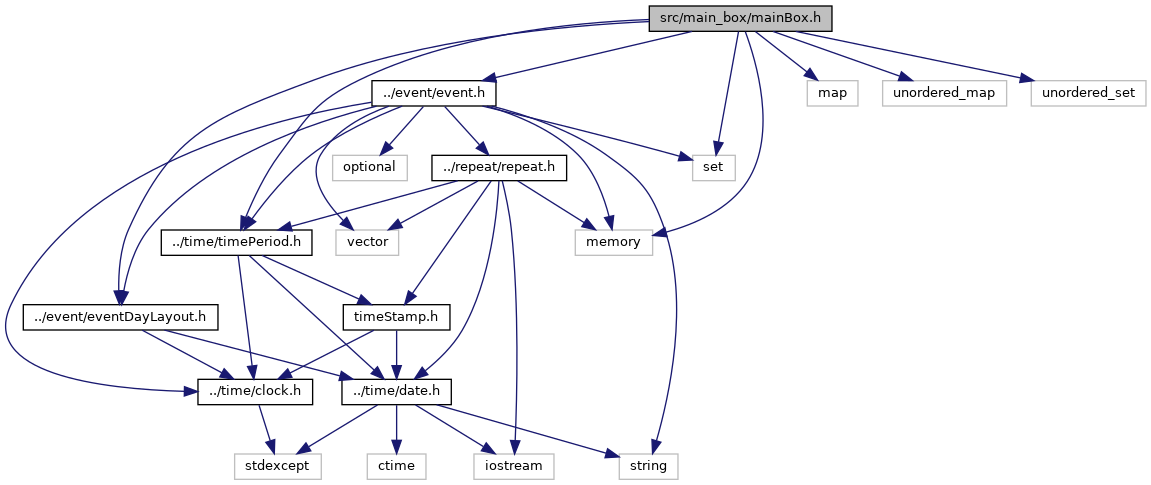 src/main_box/mainBox.h
../event/event.h
map
unordered_map
unordered_set
optional
../repeat/repeat.h
set
../time/timePeriod.h
vector
memory
../event/eventDayLayout.h
timeStamp.h
../time/clock.h
../time/date.h
stdexcept
ctime
iostream
string